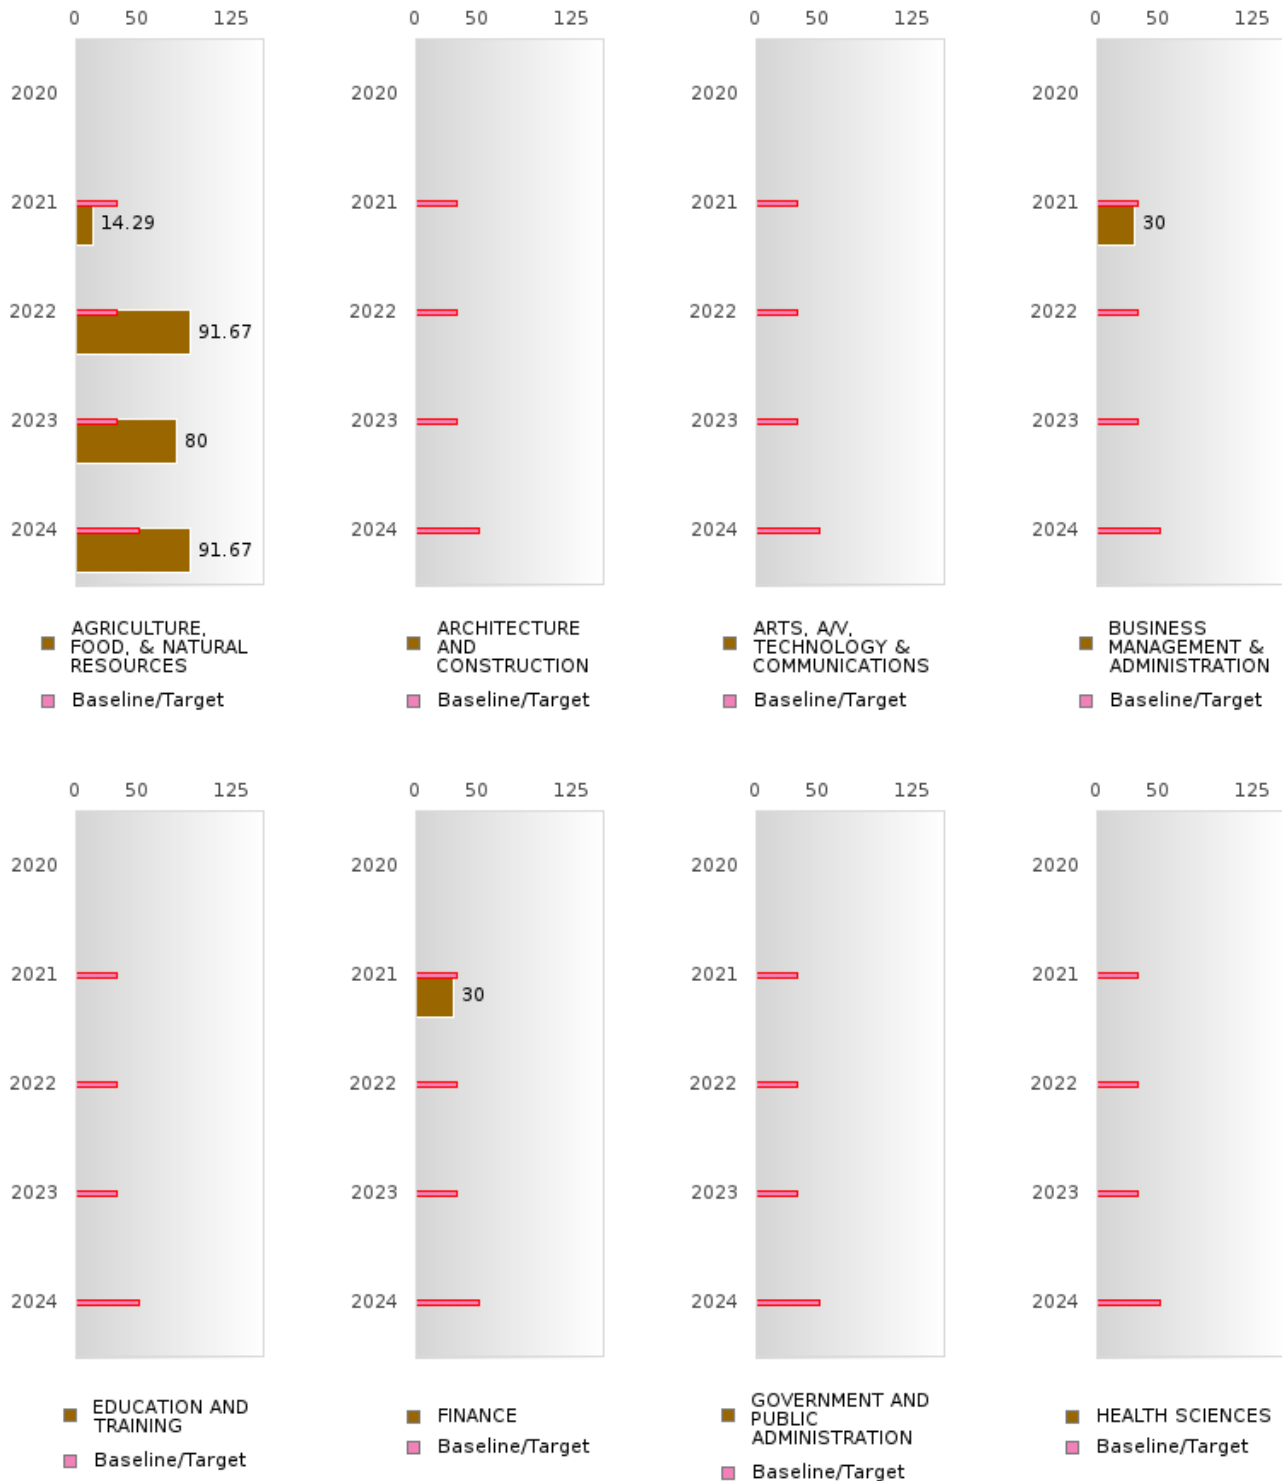 0 50 125 0 50 125 0 50 125 0 50 125
2020 2020 2020 2020
2021 2021 2021 2021
14.29 30
2022 2022 2022 2022
91.67
2023 2023 2023 2023
80
2024 2024 2024 2024
91.67
AGRICULTURE,
FOOD, & NATURAL
RESOURCES
Baseline/Target
ARCHITECTURE
AND
CONSTRUCTION
Baseline/Target
ARTS, A/V,
TECHNOLOGY &
COMMUNICATIONS
Baseline/Target
BUSINESS
MANAGEMENT &
ADMINISTRATION
Baseline/Target
0 50 125 0 50 125 0 50 125 0 50 125
2020 2020 2020 2020
2021 2021 2021 2021
30
2022 2022 2022 2022
2023 2023 2023 2023
2024 2024 2024 2024
EDUCATION AND
TRAINING
Baseline/Target
FINANCE
Baseline/Target
GOVERNMENT AND
PUBLIC
ADMINISTRATION
Baseline/Target
HEALTH SCIENCES
Baseline/Target